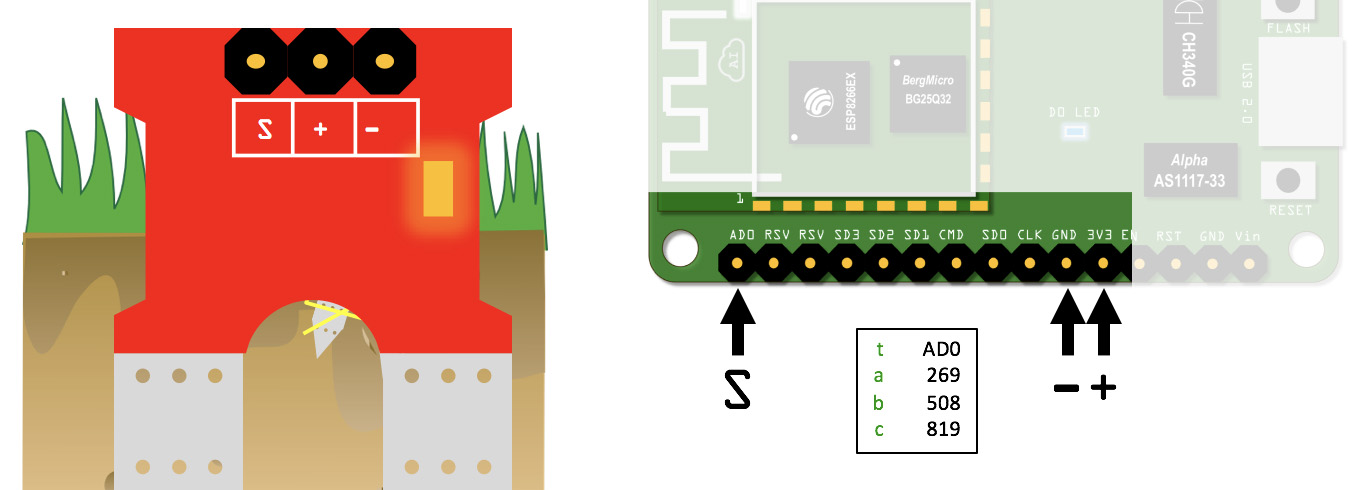 S + -
FLASH
CH340G
USB 2.0
AI
ESP8266EX
BergMicro
BG25Q32
DO LED
Alpha
AS1117-33
RESET
1
AD0 RSV RSV SD3 SD2 SD1 CMD SD0 CLK GND 3V3 EN RST GND Vin
S - +
t AD0
a 269
b 508
c 819